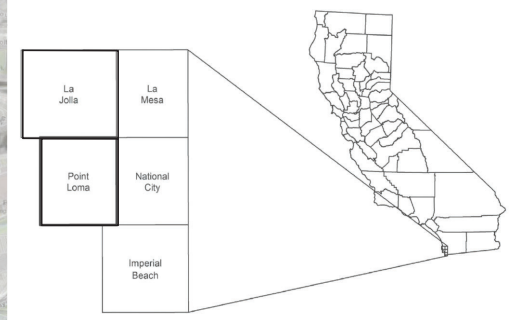 La
Jolla
La
Mesa
Point
Loma
National
City
Imperial
Beach